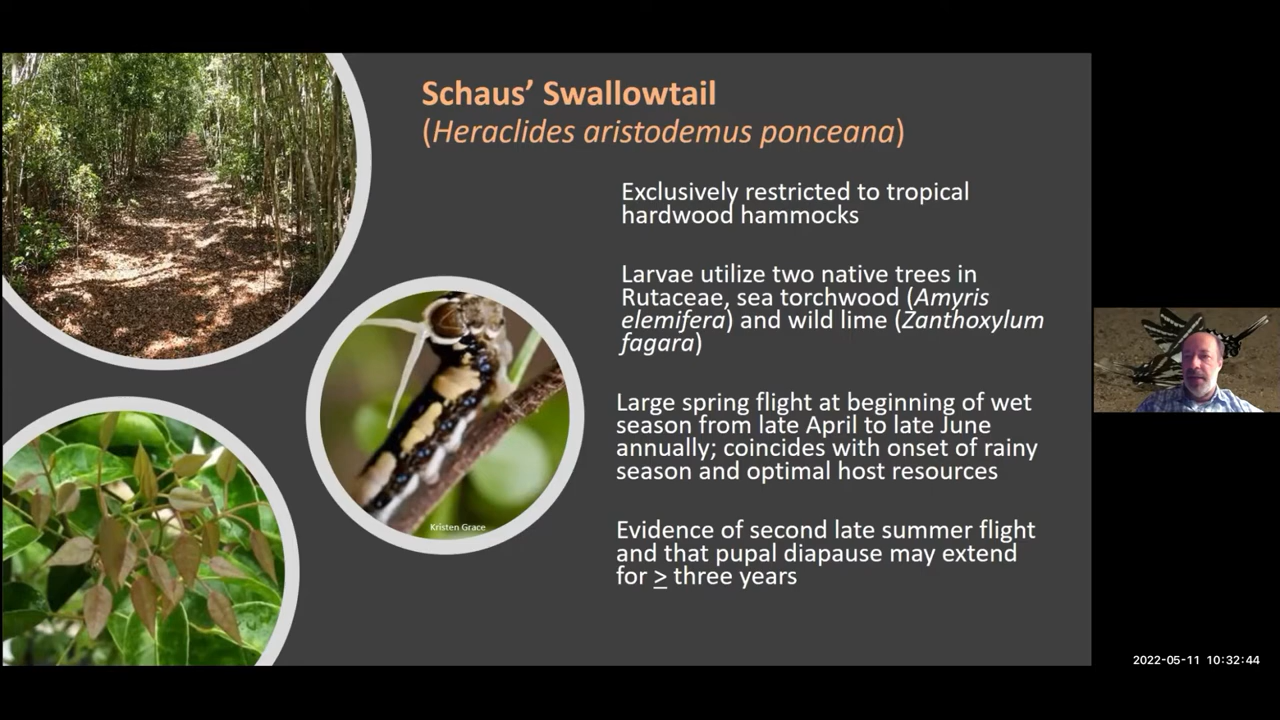 Schaus’ Swallowtail
(Heraclides aristodemus ponceana)
Exclusively restricted to tropical
hardwood hammocks
Larvae utilize two native trees in
Rutaceae, sea torchwood (Amyris
elemifera) and wild lime (Zanthoxylum
fagara)
Large spring flight at beginning of wet
season from late April to late June
annually; coincides with onset of rainy
season and optimal host resources
Evidence of second late summer flight
and that pupal diapause may extend
for ≥ three years
Kristen Grace
2022-05-11 10:32:44